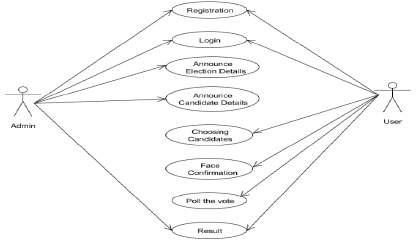 Registration
Login
Announce
Election Details
Announce
Candidate Details
Admin
User
Choosing
Candidates
Face
Confirmation
Poll the vote
Result